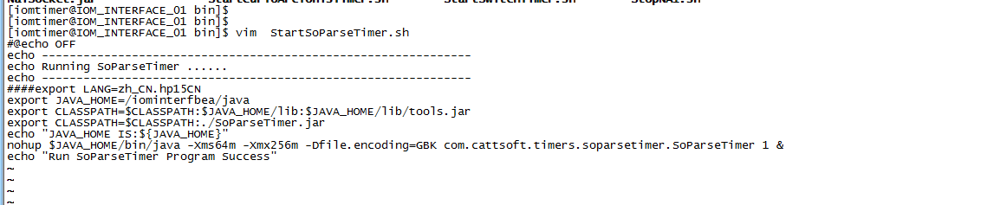 [iomtimer@IOM_INTERFACE_01 bin]$
[iomtimer@IOM_INTERFACE_01 bin]$
[iomtimer@IOM_INTERFACE_01 bin]$ vim  StartSoParseTimer.sh
#@echo OFF
echo --------------------------------------------------------------
echo Running SoParseTimer ......
echo --------------------------------------------------------------
####export LANG=zh_CN.hp15CN
export JAVA_HOME=/iominterfbea/java
export CLASSPATH=$CLASSPATH:$JAVA_HOME/lib:$JAVA_HOME/lib/tools.jar
export CLASSPATH=$CLASSPATH:./SoParseTimer.jar
echo "JAVA_HOME IS:${JAVA_HOME}"
nohup $JAVA_HOME/bin/java -Xms64m -Xmx256m -Dfile.encoding=GBK com.cattsoft.timers.soparsetimer.SoParseTimer 1 &
echo "Run SoParseTimer Program Success"
~
~
~
~